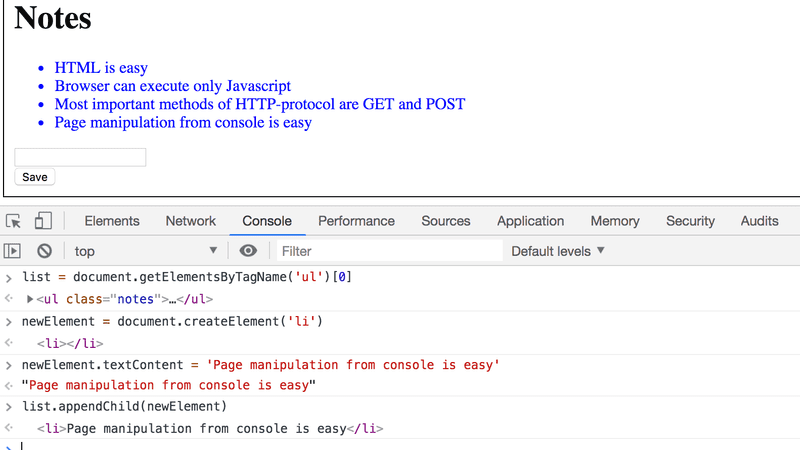 Notes
• HTML is easy
• Browser can execute only Javascript
• Most important methods of HTTP-protocol are GET and POST
• Page manipulation from console is easy
Save
Elements Network Console Performance Sources Application Memory Security Audits
top ▼ Filter Default levels ▼
> list = document.getElementsByTagName('ul')[0]
<· ▶<ul class="notes">…</ul>
> newElement = document.createElement('li')
<· <li></li>
> newElement.textContent = 'Page manipulation from console is easy'
<· "Page manipulation from console is easy"
> list.appendChild(newElement)
<· <li>Page manipulation from console is easy</li>
>